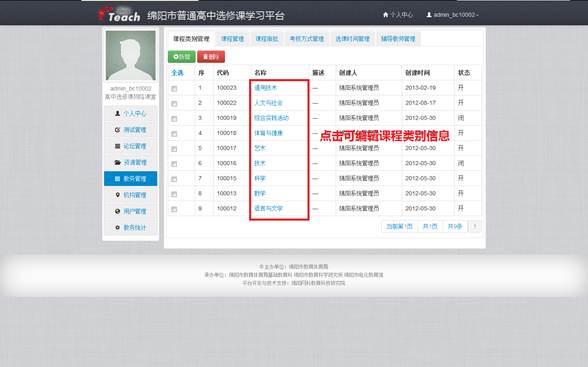 Teach 绵阳市普通高中选修课学习平台 个人中心 admin_bc10002
课程类别管理 课程管理 课程审批 考核方式管理 选课时间管理 辅导教师管理
新增 删除
全选 序 代码 名称 描述 创建人 创建时间 状态
1 100023 通用技术 — 绵阳系统管理员 2013-02-19 开
2 100022 人文与社会 — 绵阳系统管理员 2012-08-17 开
3 100019 综合实践活动 — 绵阳系统管理员 2012-05-30 闭
4 100018 体育与健康 — 绵阳系统管理员 2012-05-30 开
5 100017 艺术 — 绵阳系统管理员 2012-05-30 开
6 100016 技术 — 绵阳系统管理员 2012-05-30 闭
7 100015 科学 — 绵阳系统管理员 2012-05-30 开
8 100013 数学 — 绵阳系统管理员 2012-05-30 开
9 100012 语言与文学 — 绵阳系统管理员 2012-05-30 开
点击可编辑课程类别信息
当前第1页 共1页 共9条 1
admin_bc10002
高中选修课网络课堂
个人中心
测试管理
论坛管理
资源管理
教务管理
机构管理
用户管理
教务统计
主办单位：绵阳市教育体育局
承办单位：绵阳市教育体育局基础教育科 绵阳市教育科学研究所 绵阳市电化教育馆